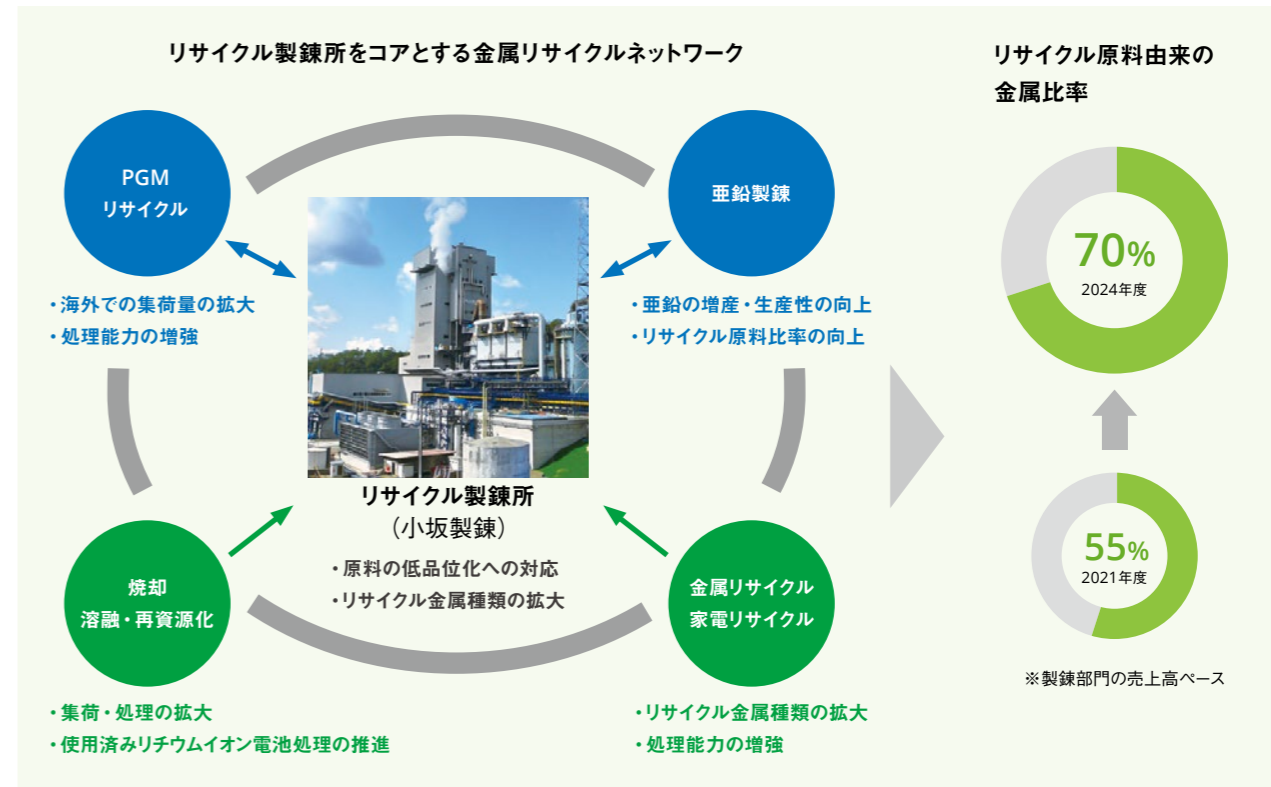 リサイクル製錬所をコアとする金属リサイクルネットワーク
PGM
リサイクル
・海外での集荷量の拡大
・処理能力の増強
亜鉛製錬
・亜鉛の増産・生産性の向上
・リサイクル原料比率の向上
リサイクル製錬所
（小坂製錬）
・原料の低品位化への対応
・リサイクル金属種類の拡大
焼却
溶融・再資源化
・集荷・処理の拡大
・使用済みリチウムイオン電池処理の推進
金属リサイクル
家電リサイクル
・リサイクル金属種類の拡大
・処理能力の増強
リサイクル原料由来の
金属比率
70%
2024年度
55%
2021年度
※製錬部門の売上高ベース